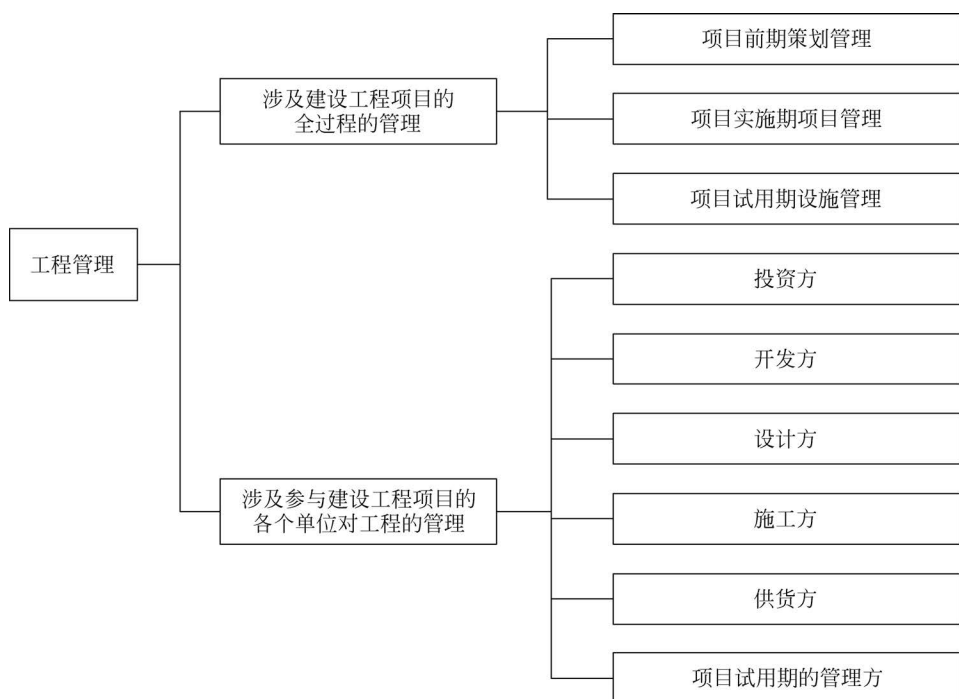 工程管理
涉及建设工程项目的
全过程的管理
项目前期策划管理
项目实施期项目管理
项目试用期设施管理
涉及参与建设工程项目的
各个单位对工程的管理
投资方
开发方
设计方
施工方
供货方
项目试用期的管理方